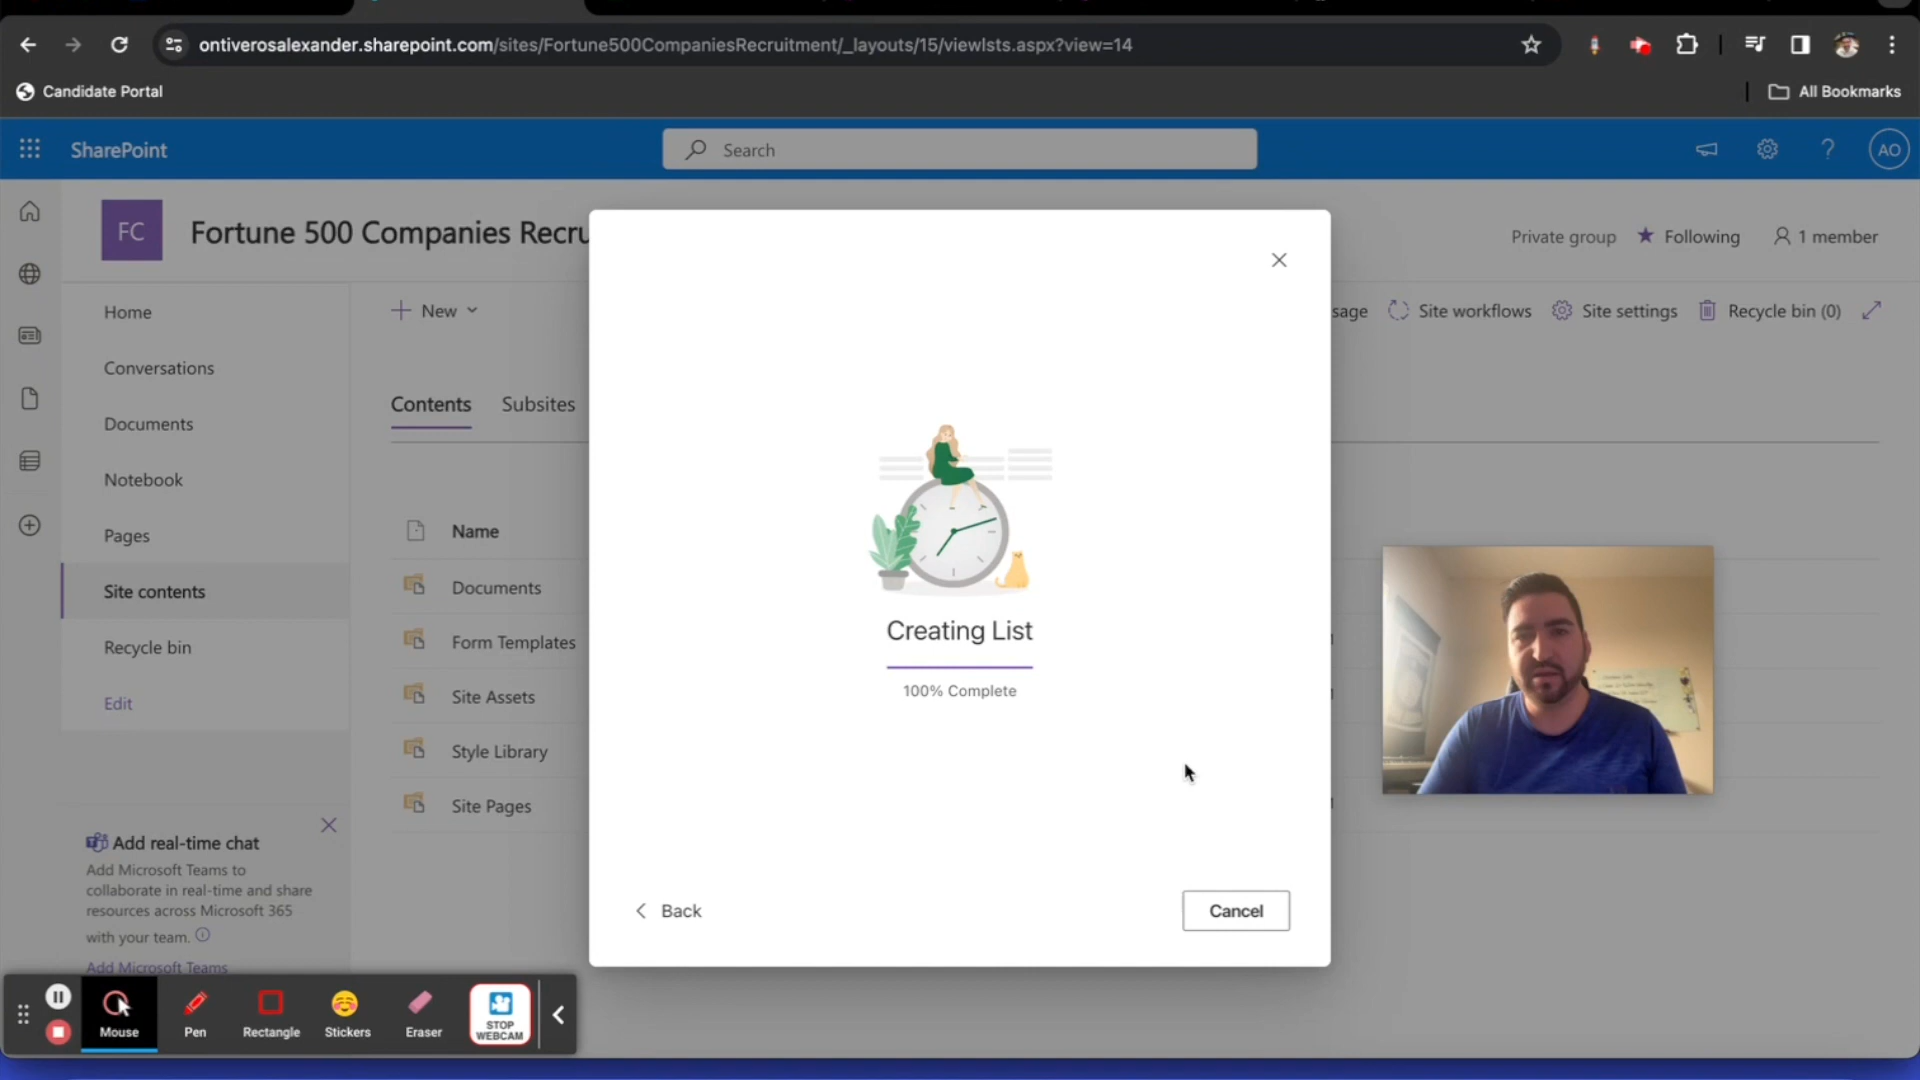 ontiverosalexander.sharepoint.com/sites/Fortune500CompaniesRecruitment/_layouts/15/viewlsts.aspx?view=14
Candidate Portal
All Bookmarks
SharePoint
Search
AO
FC
Fortune 500 Companies Recru
Private group
Following
1 member
Home
Conversations
Documents
Notebook
Pages
Site contents
Recycle bin
Edit
New
sage
Site workflows
Site settings
Recycle bin (0)
Contents
Subsites
Name
Documents
Form Templates
Site Assets
Style Library
Site Pages
Creating List
100% Complete
Back
Cancel
Add real-time chat
Add Microsoft Teams to
collaborate in real-time and share
resources across Microsoft 365
with your team.
Add Microsoft Teams
Mouse
Pen
Rectangle
Stickers
Eraser
STOP
WEBCAM